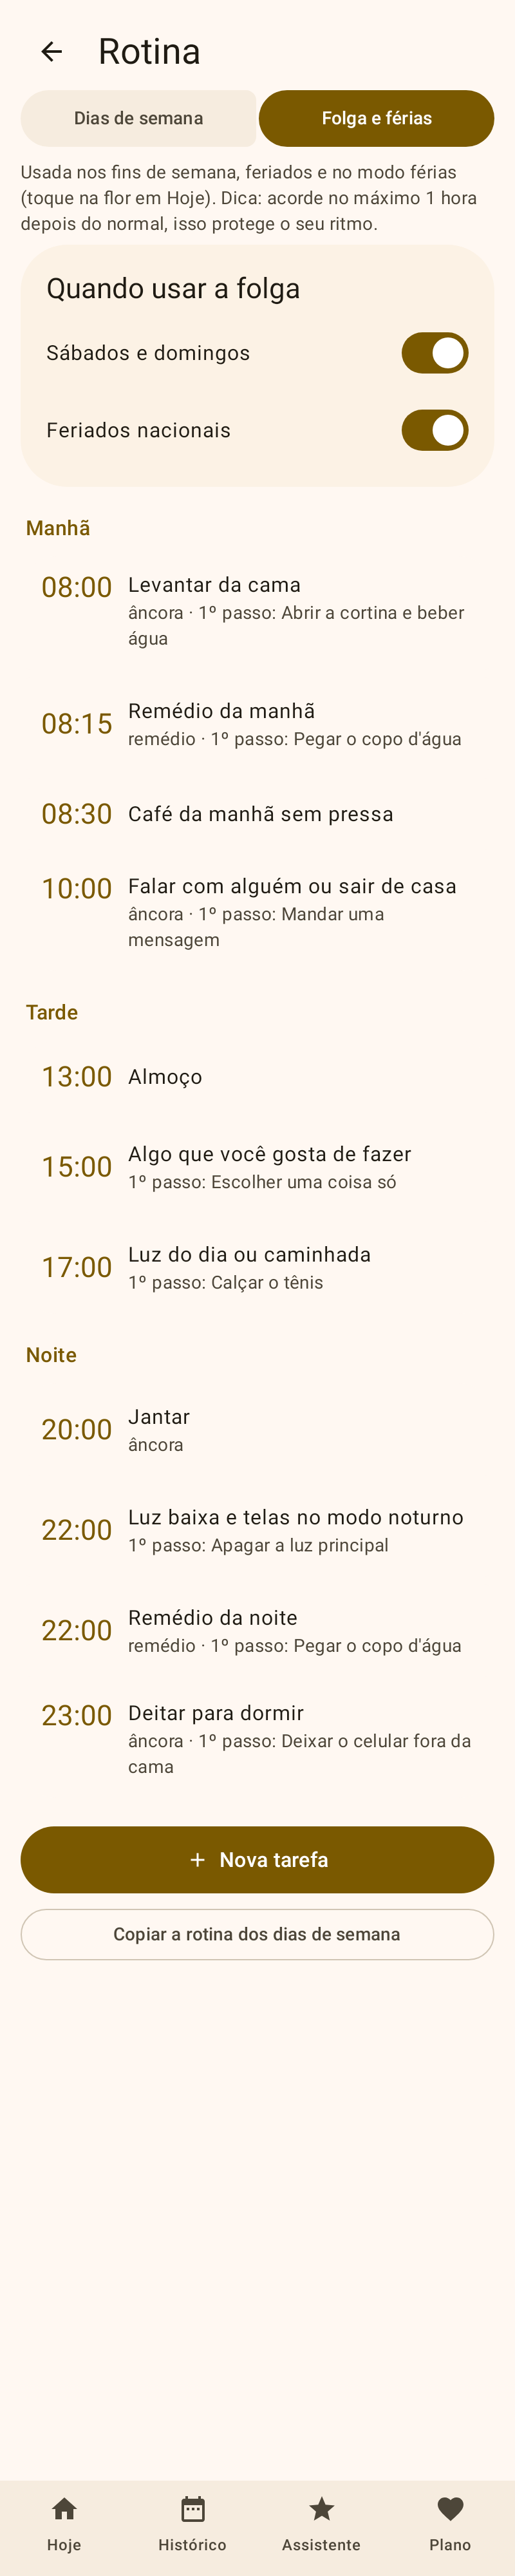 Rotina
Dias de semana
Folga e férias
Usada nos fins de semana, feriados e no modo férias
(toque na flor em Hoje). Dica: acorde no máximo 1 hora
depois do normal, isso protege o seu ritmo.
Quando usar a folga
Sábados e domingos
Feriados nacionais
Manhã
08:00
Levantar da cama
âncora · 1º passo: Abrir a cortina e beber
água
08:15
Remédio da manhã
remédio · 1º passo: Pegar o copo d'água
08:30
Café da manhã sem pressa
10:00
Falar com alguém ou sair de casa
âncora · 1º passo: Mandar uma
mensagem
Tarde
13:00
Almoço
15:00
Algo que você gosta de fazer
1º passo: Escolher uma coisa só
17:00
Luz do dia ou caminhada
1º passo: Calçar o tênis
Noite
20:00
Jantar
âncora
22:00
Luz baixa e telas no modo noturno
1º passo: Apagar a luz principal
22:00
Remédio da noite
remédio · 1º passo: Pegar o copo d'água
23:00
Deitar para dormir
âncora · 1º passo: Deixar o celular fora da
cama
+ Nova tarefa
Copiar a rotina dos dias de semana
Hoje
Histórico
Assistente
Plano